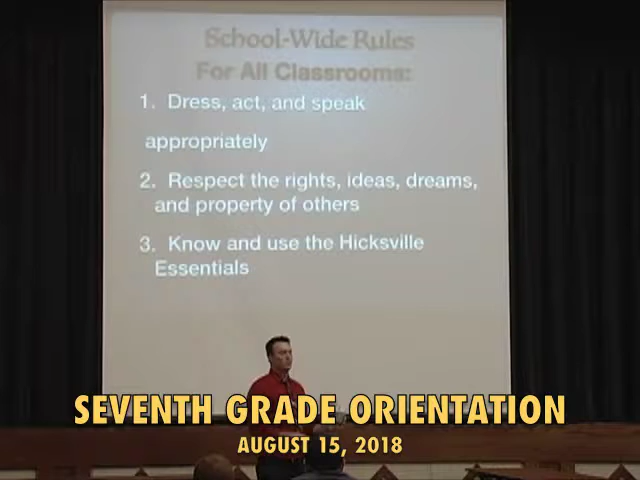 School-Wide Rules
For All Classrooms:
1. Dress, act, and speak
appropriately
2. Respect the rights, ideas, dreams,
and property of others
3. Know and use the Hicksville
Essentials
SEVENTH GRADE ORIENTATION
AUGUST 15, 2018